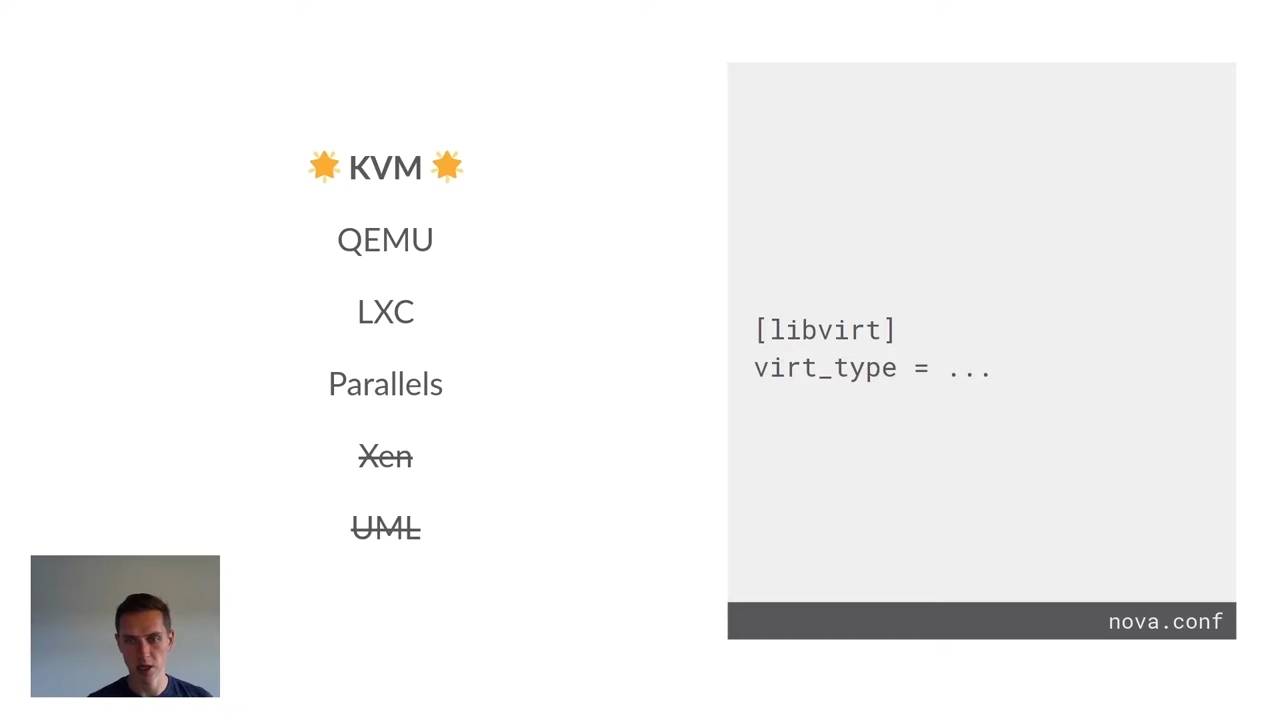 KVM
QEMU
LXC
Parallels
Xen
UML
[libvirt]
virt_type = ...
nova.conf